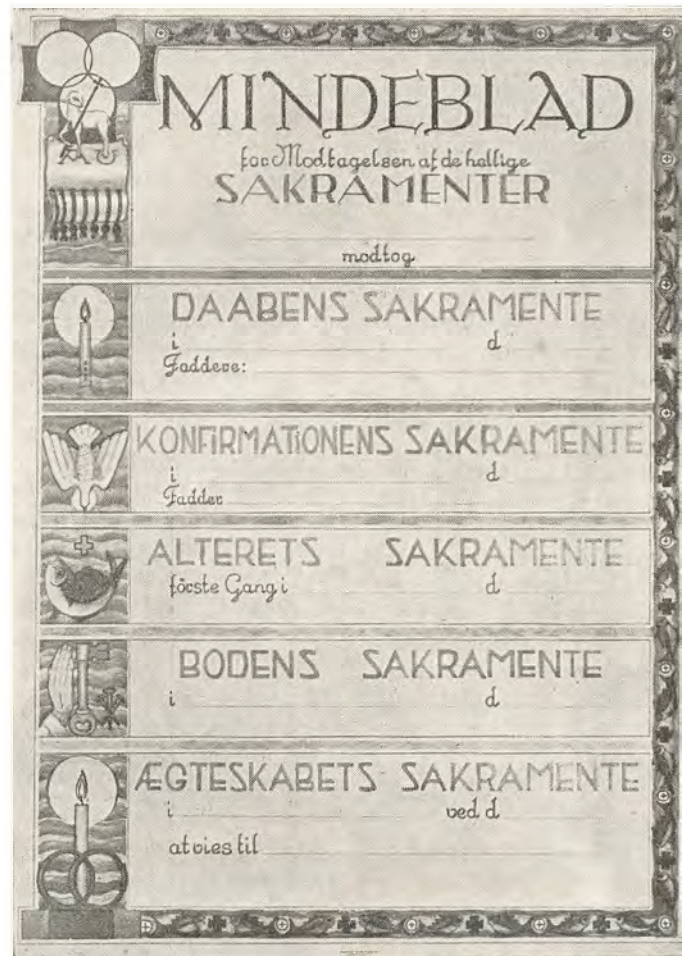 MINDEBLAD
for Modtagelsen af de hellige
SAKRAMENTER
modtog
DAABENS SAKRAMENTE
i d
Faddere:
KONFIRMATIONENS SAKRAMENTE
i d
Fadder
ALTERETS SAKRAMENTE
förste Gang i d
BODENS SAKRAMENTE
i d
ÆGTESKABETS SAKRAMENTE
i ved d
at vies til